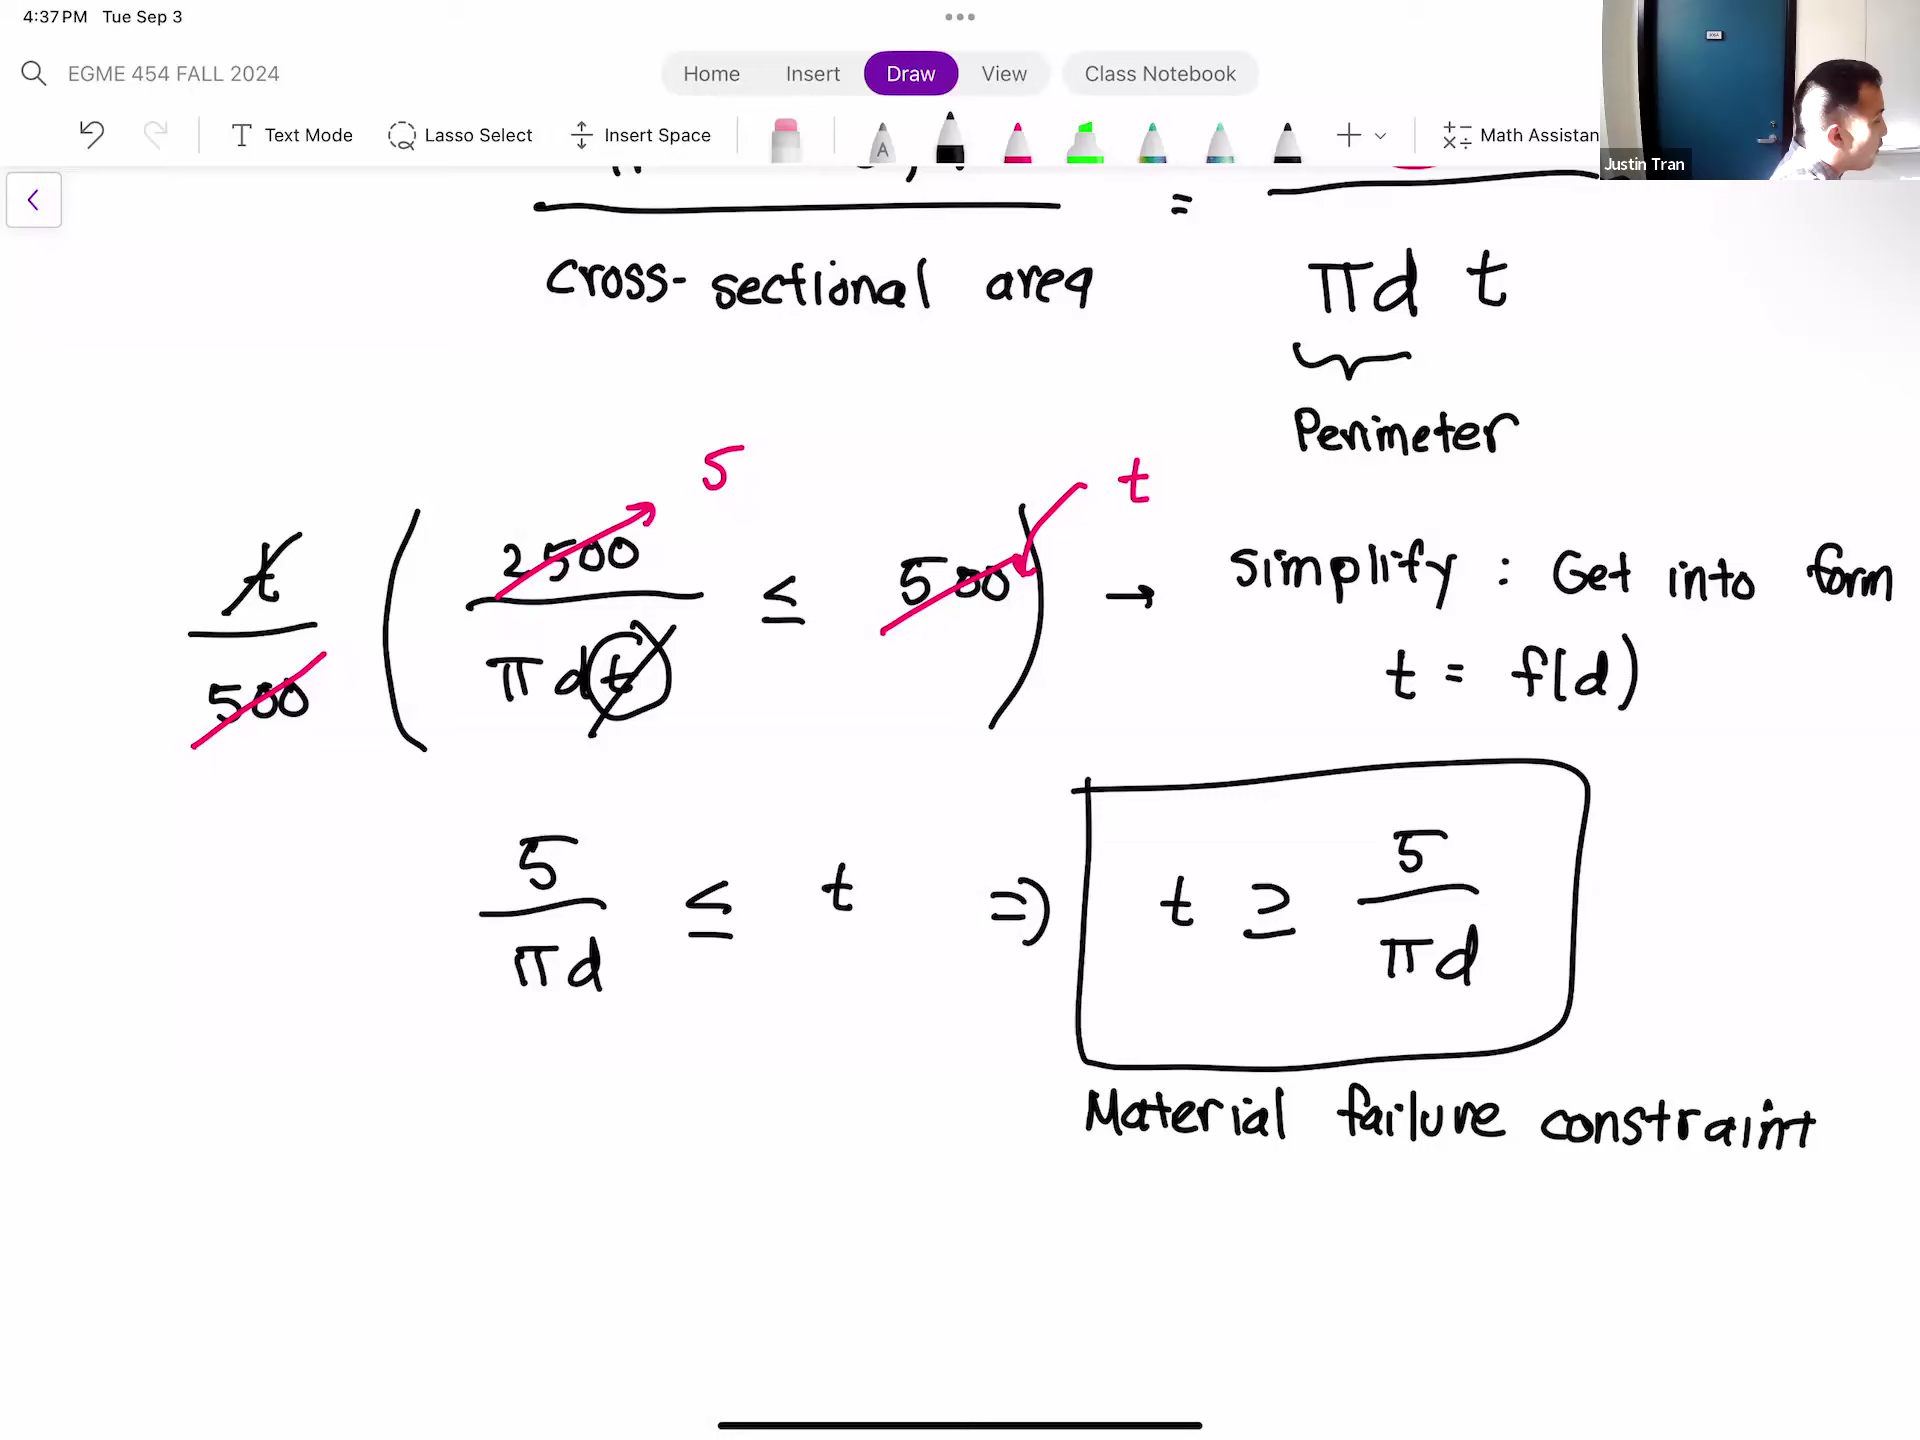 4:37 PM Tue Sep 3
EGME 454 FALL 2024
Home Insert Draw View Class Notebook
Text Mode Lasso Select Insert Space A Math Assistan
Justin Tran
=
cross-sectional area
πd t
Perimeter
5 t
t/500 ( 2500/πdt ≤ 500 ) → simplify : Get into form
t = f(d)
5/πd ≤ t ⇒ t ≥ 5/πd
Material failure constraint